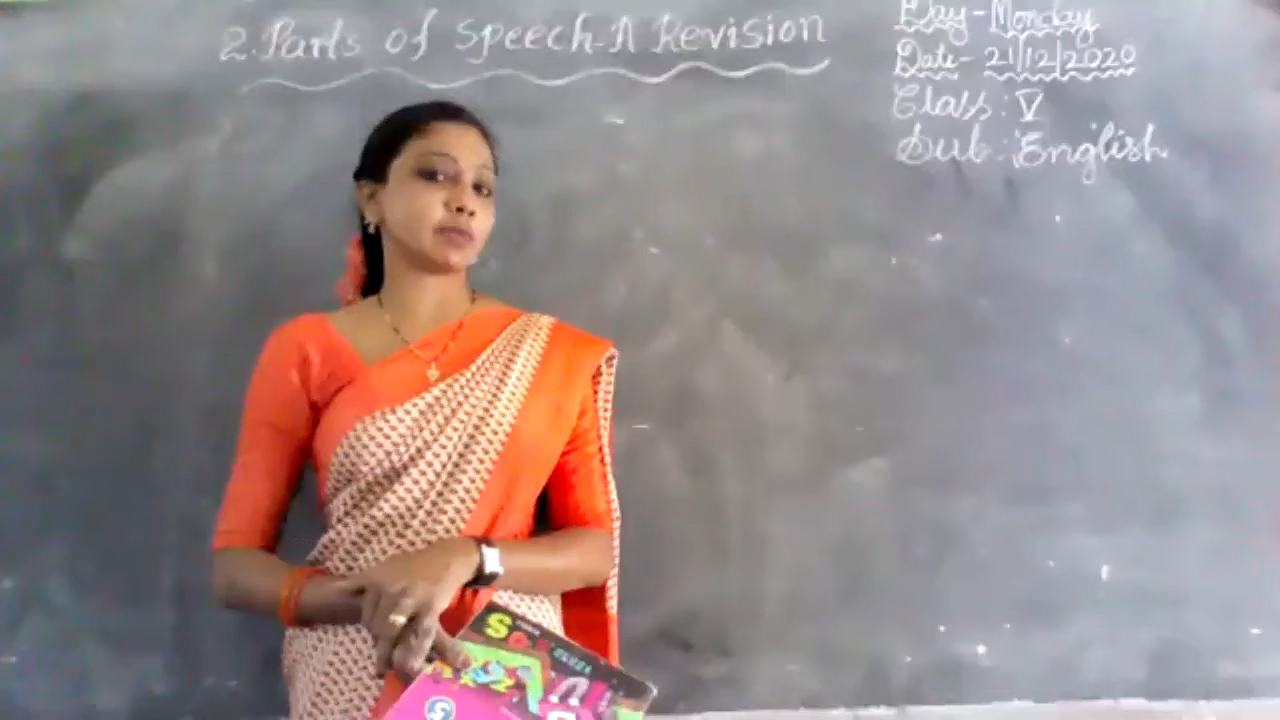 2. Parts of Speech-A Revision
Day-Monday
Date-21/12/2020
Class: V
Sub: English